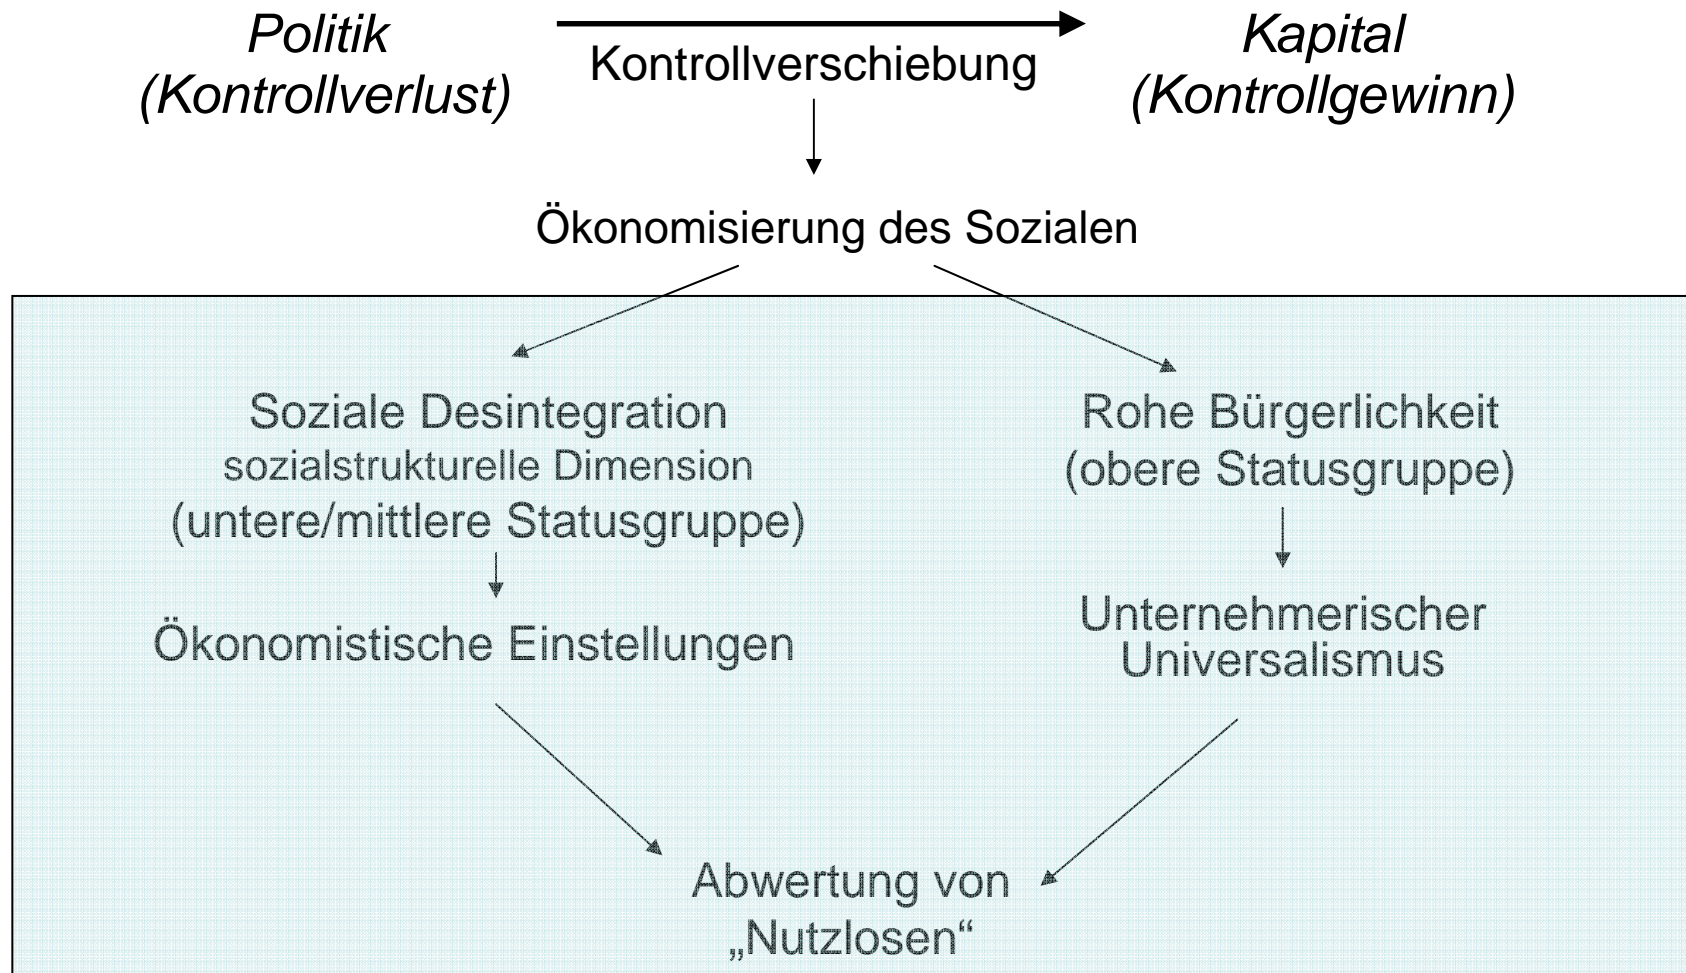 Politik
(Kontrollverlust)
Kontrollverschiebung
Kapital
(Kontrollgewinn)
Ökonomisierung des Sozialen
Soziale Desintegration
sozialstrukturelle Dimension
(untere/mittlere Statusgruppe)
Rohe Bürgerlichkeit
(obere Statusgruppe)
Ökonomistische Einstellungen
Unternehmerischer
Universalismus
Abwertung von
„Nutzlosen“